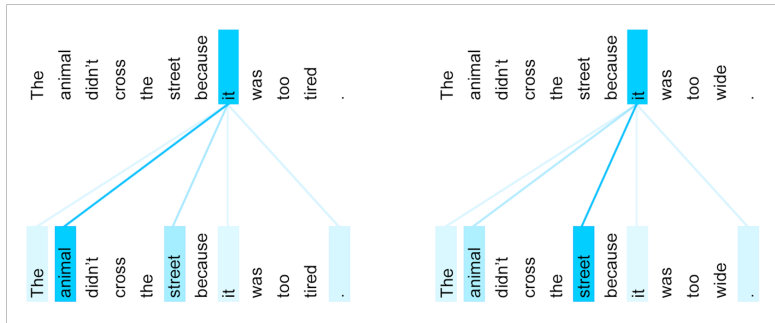 The animal didn't cross the street because it was too tired .
The animal didn't cross the street because it was too wide .
The animal didn't cross the street because it was too tired .
The animal didn't cross the street because it was too wide .